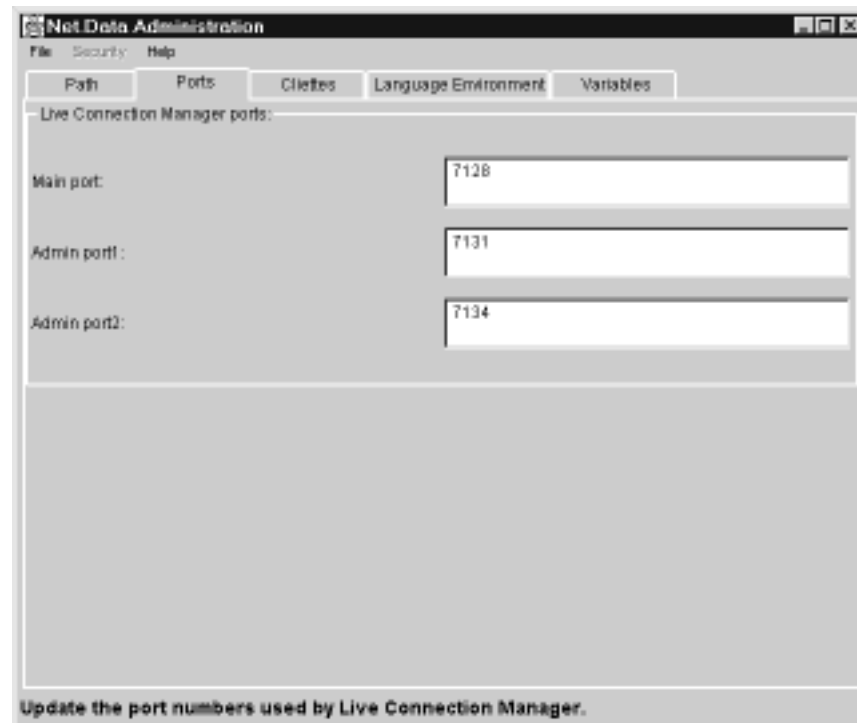 Net.Data Administration
File Security Help
Path Ports Cliettes Language Environment Variables
Live Connection Manager ports:
Main port: 7128
Admin port1: 7131
Admin port2: 7134
Update the port numbers used by Live Connection Manager.